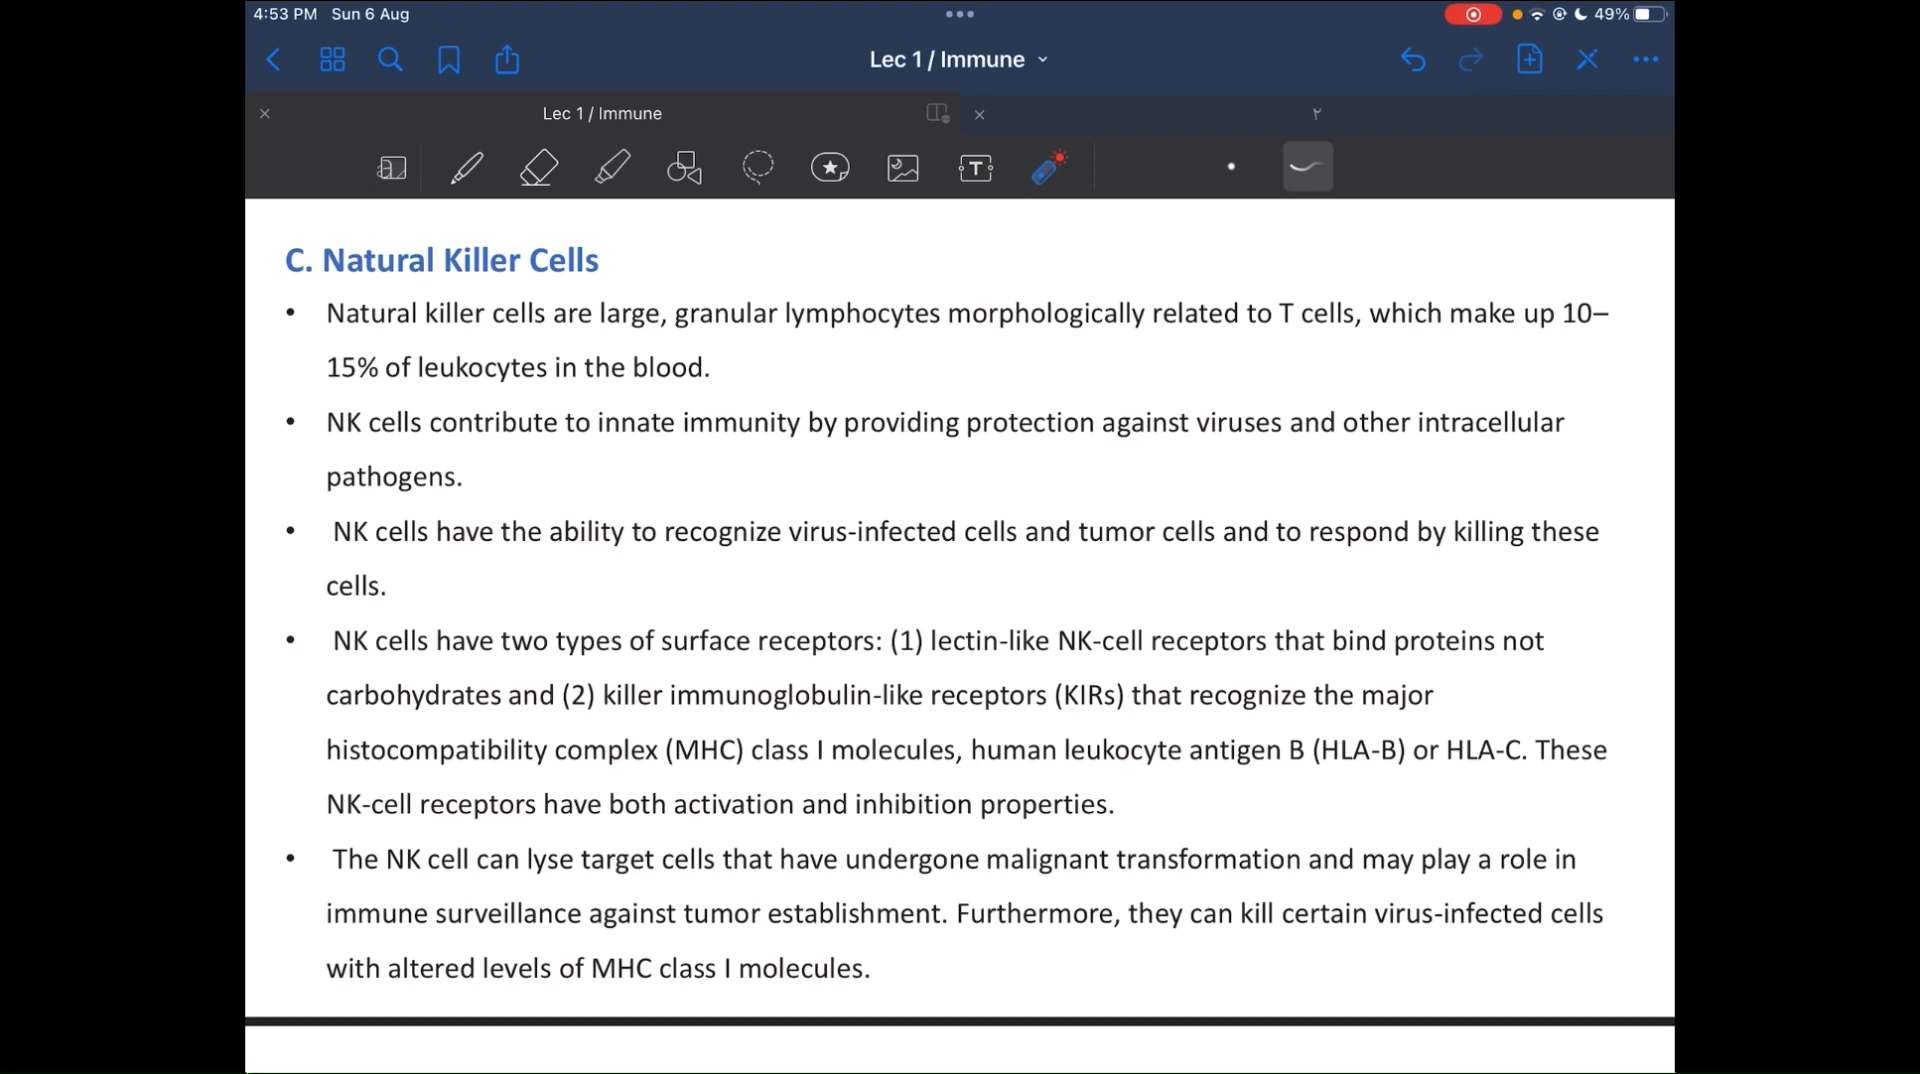 4:53 PM Sun 6 Aug
49%
Lec 1 / Immune
Lec 1 / Immune
٢
C. Natural Killer Cells
• Natural killer cells are large, granular lymphocytes morphologically related to T cells, which make up 10–
15% of leukocytes in the blood.
• NK cells contribute to innate immunity by providing protection against viruses and other intracellular
pathogens.
• NK cells have the ability to recognize virus-infected cells and tumor cells and to respond by killing these
cells.
• NK cells have two types of surface receptors: (1) lectin-like NK-cell receptors that bind proteins not
carbohydrates and (2) killer immunoglobulin-like receptors (KIRs) that recognize the major
histocompatibility complex (MHC) class I molecules, human leukocyte antigen B (HLA-B) or HLA-C. These
NK-cell receptors have both activation and inhibition properties.
• The NK cell can lyse target cells that have undergone malignant transformation and may play a role in
immune surveillance against tumor establishment. Furthermore, they can kill certain virus-infected cells
with altered levels of MHC class I molecules.